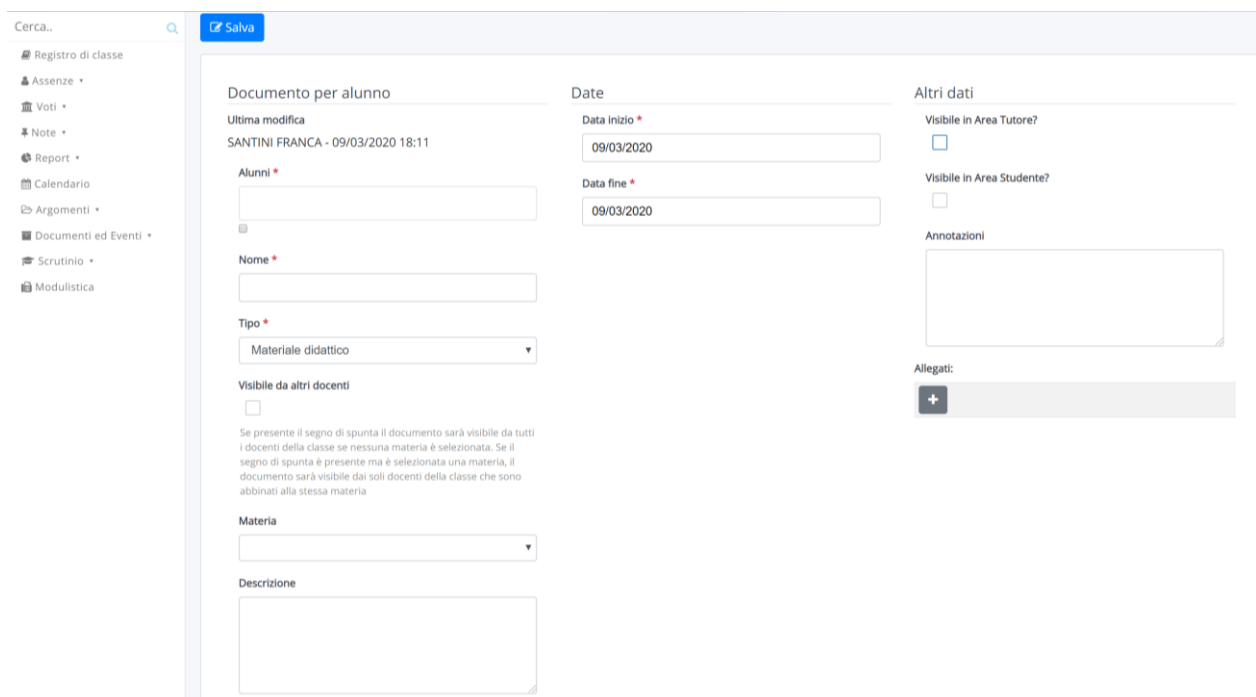 Cerca..
Registro di classe
Assenze
Voti
Note
Report
Calendario
Argomenti
Documenti ed Eventi
Scrutinio
Modulistica
Salva
Documento per alunno
Ultima modifica
SANTINI FRANCA - 09/03/2020 18:11
Alunni *
Nome *
Tipo *
Materiale didattico
Visibile da altri docenti
Se presente il segno di spunta il documento sarà visibile da tutti
i docenti della classe se nessuna materia è selezionata. Se il
segno di spunta è presente ma è selezionata una materia, il
documento sarà visibile dai soli docenti della classe che sono
abbinati alla stessa materia
Materia
Descrizione
Date
Data inizio *
09/03/2020
Data fine *
09/03/2020
Altri dati
Visibile in Area Tutore?
Visibile in Area Studente?
Annotazioni
Allegati: